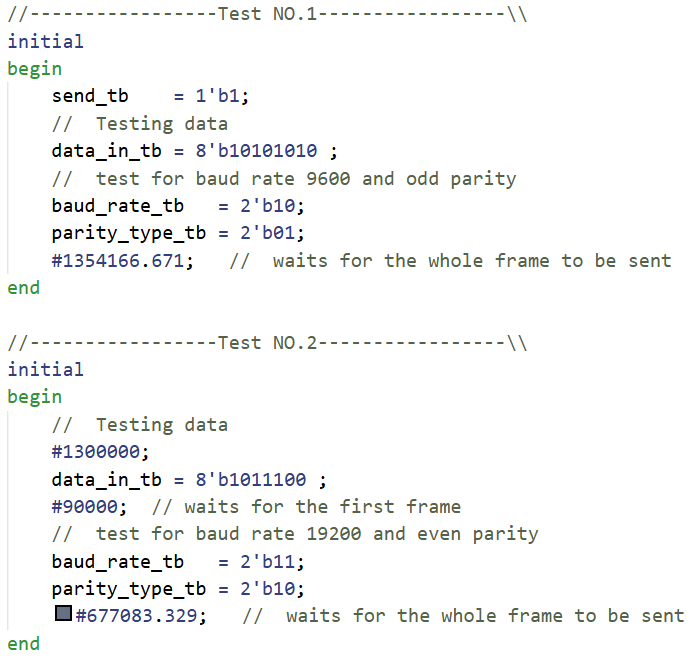 //-----------------Test NO.1-----------------\\
initial
begin
    send_tb    = 1'b1;
    //  Testing data
    data_in_tb = 8'b10101010 ;
    //  test for baud rate 9600 and odd parity
    baud_rate_tb   = 2'b10;
    parity_type_tb = 2'b01;
    #1354166.671;   //  waits for the whole frame to be sent
end

//-----------------Test NO.2-----------------\\
initial
begin
    //  Testing data
    #1300000;
    data_in_tb = 8'b1011100 ;
    #90000;  // waits for the first frame
    //  test for baud rate 19200 and even parity
    baud_rate_tb   = 2'b11;
    parity_type_tb = 2'b10;
    #677083.329;   //  waits for the whole frame to be sent
end